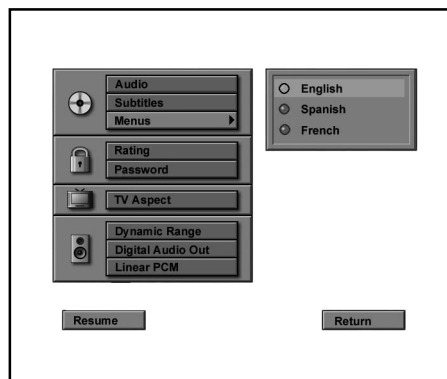 Audio
Subtitles
Menus
Rating
Password
TV Aspect
Dynamic Range
Digital Audio Out
Linear PCM
English
Spanish
French
Resume
Return